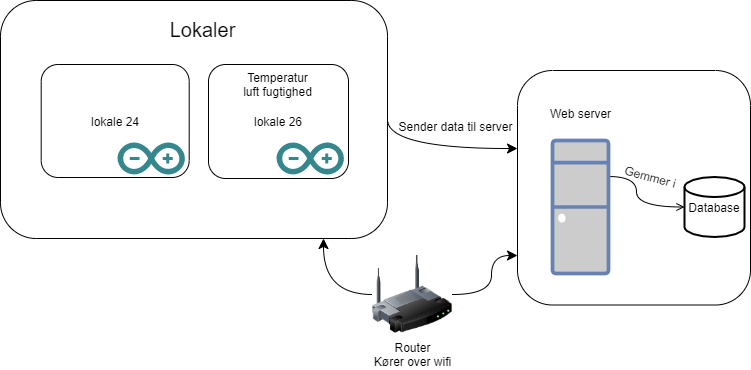 Lokaler
lokale 24
Temperatur
luft fugtighed
lokale 26
Sender data til server
Web server
Gemmer i
Database
Router
Kører over wifi